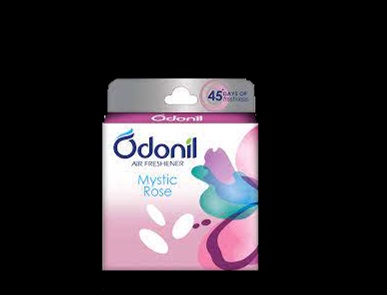 45 DAYS OF
freshness
Odonil
AIR FRESHENER
Mystic
Rose